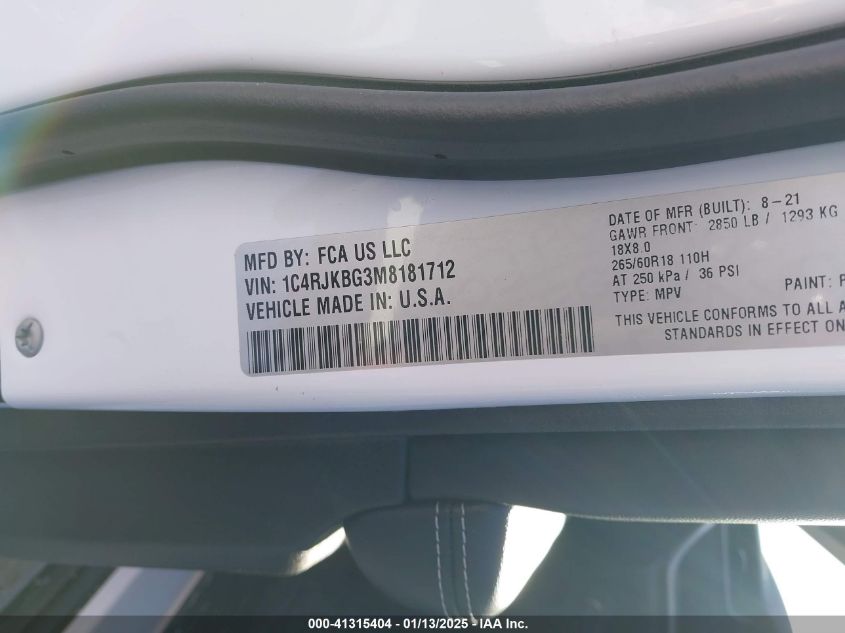 MFD BY: FCA US LLC
VIN: 1C4RJKBG3M8181712
VEHICLE MADE IN: U.S.A.
DATE OF MFR (BUILT): 8-21
GAWR FRONT: 2850 LB / 1293 KG
18X8.0
265/60R18 110H
AT 250 kPa / 36 PSI
TYPE: MPV
PAINT:
THIS VEHICLE CONFORMS TO ALL
STANDARDS IN EFFECT ON
000-41315404 - 01/13/2025 - IAA Inc.